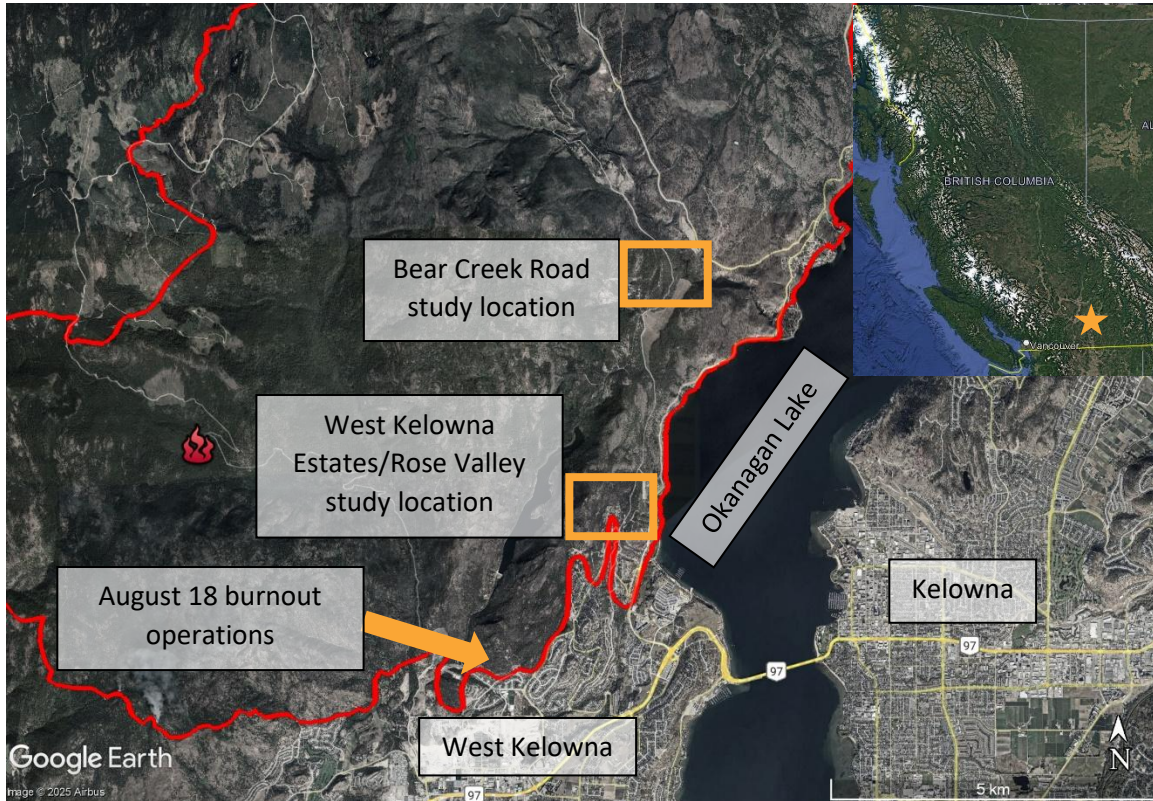 Bear Creek Road
study location
West Kelowna
Estates/Rose Valley
study location
August 18 burnout
operations
Okanagan Lake
Kelowna
West Kelowna
97
97
97
BRITISH COLUMBIA
AL
Vancouver
Google Earth
Image © 2025 Airbus
5 km
N